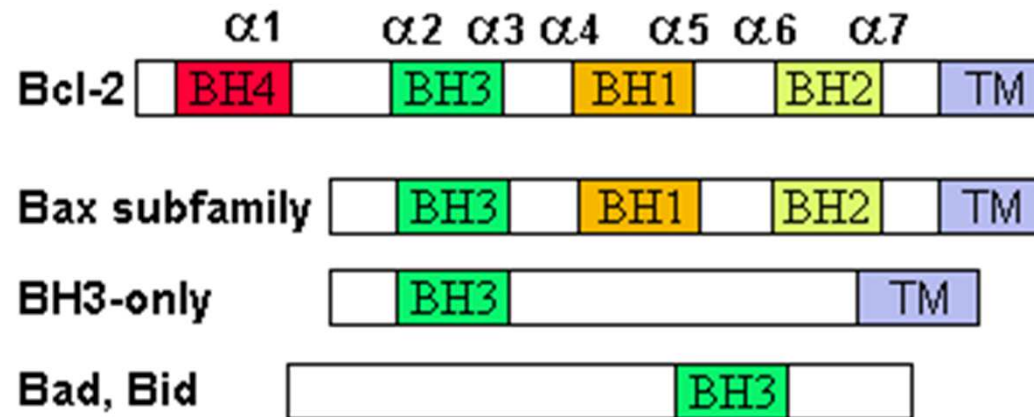 α1 α2 α3 α4 α5 α6 α7
Bcl-2 BH4 BH3 BH1 BH2 TM
Bax subfamily BH3 BH1 BH2 TM
BH3-only BH3 TM
Bad, Bid BH3